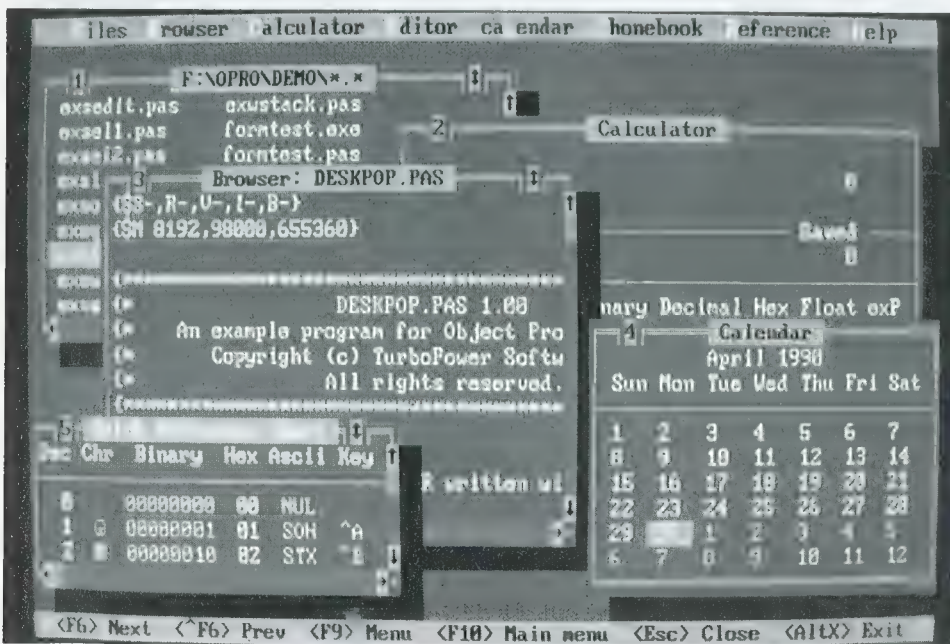 iles rowser alculator ditor ca endar honebook eference elp
1 F:\OPRO\DEMO\*.*
exsedit.pas exwstack.pas
exsel1.pas formtest.exe
exsel2.pas formtest.pas
2 Calculator
0
Saved
0
nary Decimal Hex Float exP
3 Browser: DESKPOP.PAS
{$S-,R-,V-,I-,B-}
{$M 8192,98000,655360}
{*
{* DESKPOP.PAS 1.00
{* An example program for Object Pro
{* Copyright (c) TurboPower Softw
{* All rights reserved.
{*
R written wi
4 Calendar
April 1990
Sun Mon Tue Wed Thu Fri Sat
1 2 3 4 5 6 7
8 9 10 11 12 13 14
15 16 17 18 19 20 21
22 23 24 25 26 27 28
29 1 2 3 4 5
6 7 8 9 10 11 12
5
Chr Binary Hex Ascii Key
0 00000000 00 NUL
1 00000001 01 SOH ^A
2 00000010 02 STX ^B
<F6> Next <^F6> Prev <F9> Menu <F10> Main menu <Esc> Close <AltX> Exit